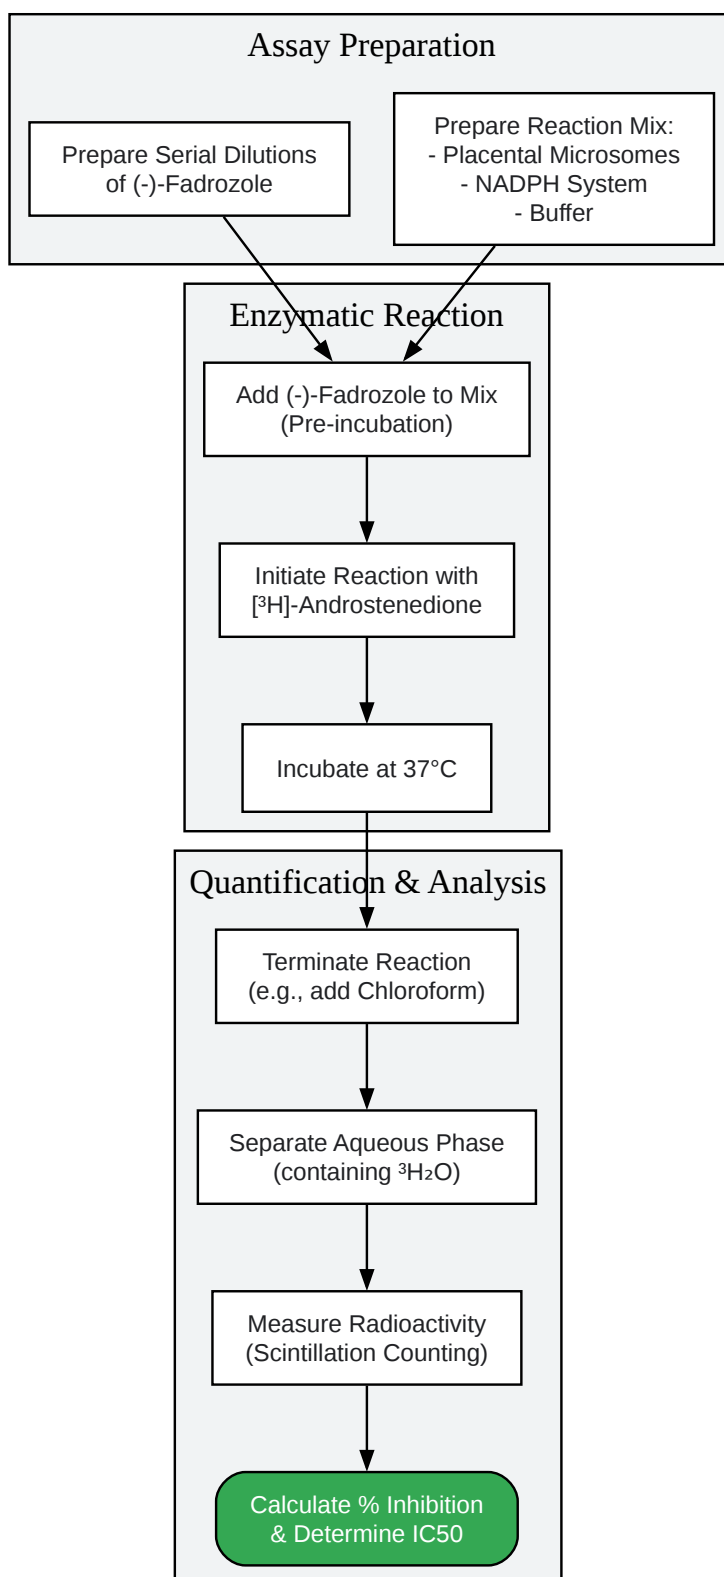 Assay Preparation
Prepare Serial Dilutions
of (-)-Fadrozole
Prepare Reaction Mix:
- Placental Microsomes
- NADPH System
- Buffer
Enzymatic Reaction
Add (-)-Fadrozole to Mix
(Pre-incubation)
Initiate Reaction with
[³H]-Androstenedione
Incubate at 37°C
Quantification & Analysis
Terminate Reaction
(e.g., add Chloroform)
Separate Aqueous Phase
(containing ³H₂O)
Measure Radioactivity
(Scintillation Counting)
Calculate % Inhibition
& Determine IC50